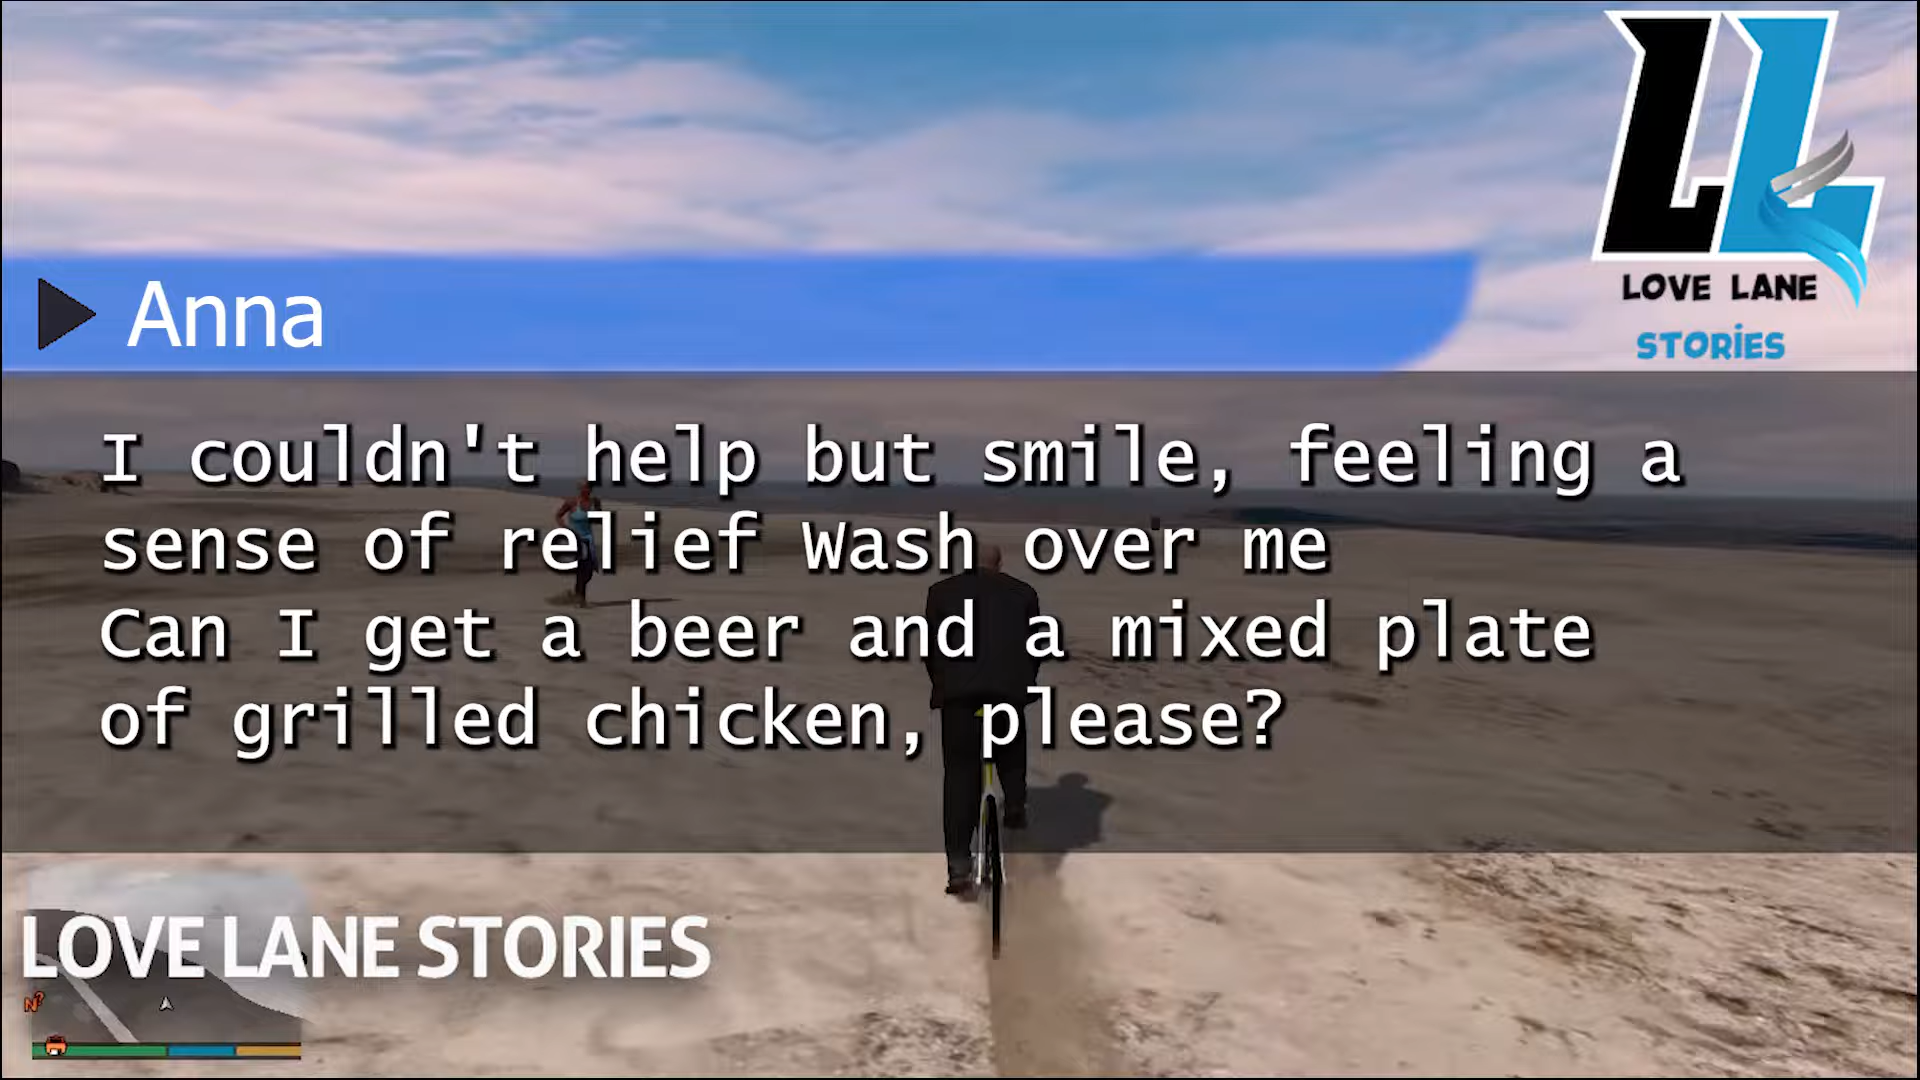 LOVE LANE
STORIES
Anna
I couldn't help but smile, feeling a
sense of relief Wash over me
Can I get a beer and a mixed plate
of grilled chicken, please?
LOVE LANE STORIES
N?